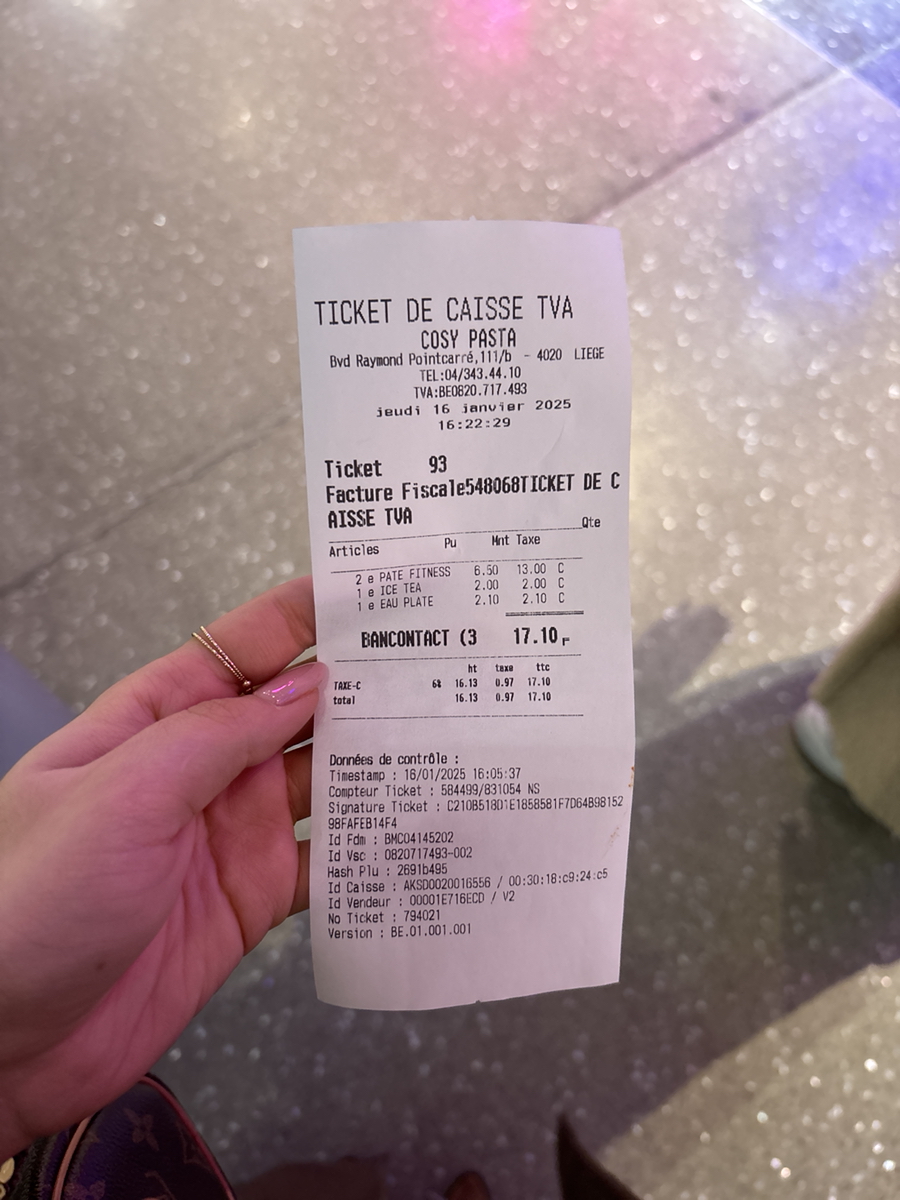 TICKET DE CAISSE TVA
COSY PASTA
Bvd Raymond Pointcarré,111/b - 4020 LIEGE
TEL:04/343.44.10
TVA:BE0820.717.493
jeudi 16 janvier 2025
16:22:29
Ticket 93
Facture Fiscale548068TICKET DE C
AISSE TVA
Qte
Articles Pu Mnt Taxe
2 e PATE FITNESS 6.50 13.00 C
1 e ICE TEA 2.00 2.00 C
1 e EAU PLATE 2.10 2.10 C
BANCONTACT (3 17.10
ht taxe ttc
TAXE-C 6% 16.13 0.97 17.10
total 16.13 0.97 17.10
Données de contrôle :
Timestamp : 16/01/2025 16:05:37
Compteur Ticket : 584499/831054 NS
Signature Ticket : C210B518D1E1858581F7D64B98152
98FAFEB14F4
Id Fdm : BMC04145202
Id Vsc : 0820717493-002
Hash Plu : 2691b495
Id Caisse : AKSD0020016556 / 00:30:18:c9:24:c5
Id Vendeur : 00001E716ECD / V2
No Ticket : 794021
Version : BE.01.001.001